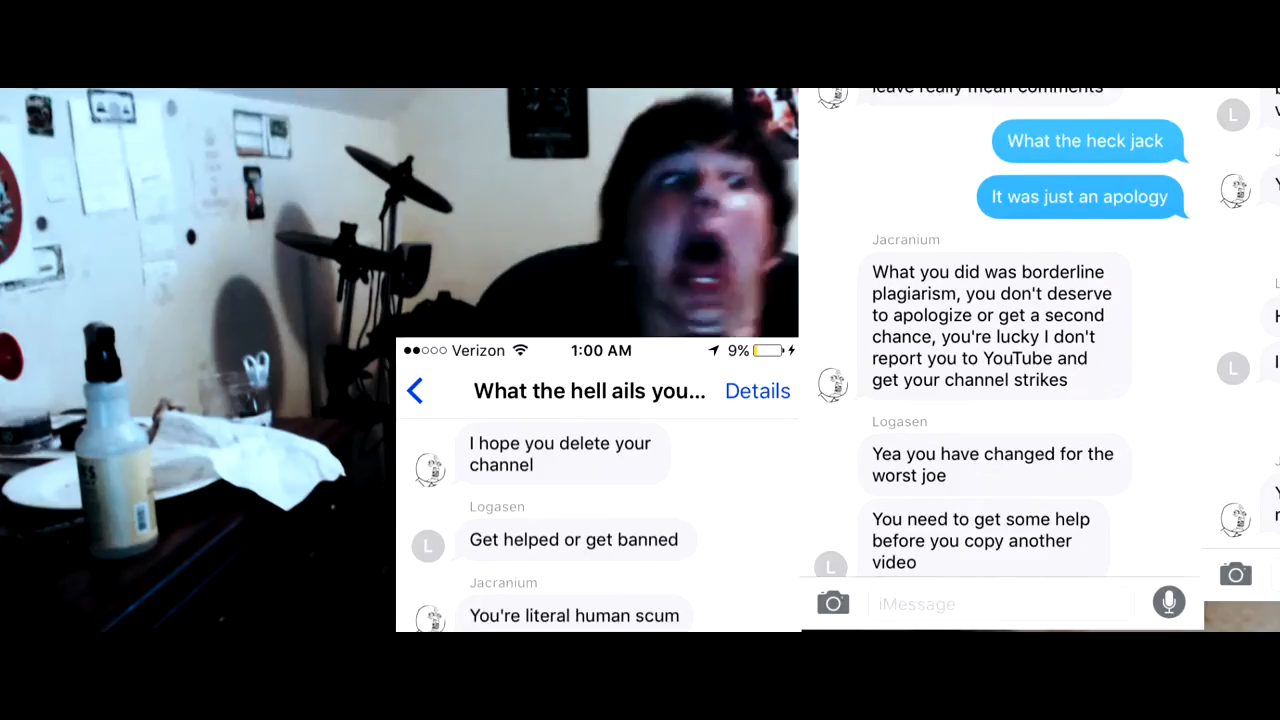 Verizon
1:00 AM
9%
What the hell ails you...
Details
I hope you delete your
channel
Logasen
L
Get helped or get banned
Jacranium
You're literal human scum
leave really mean comments
What the heck jack
It was just an apology
Jacranium
What you did was borderline
plagiarism, you don't deserve
to apologize or get a second
chance, you're lucky I don't
report you to YouTube and
get your channel strikes
Logasen
Yea you have changed for the
worst joe
You need to get some help
before you copy another
video
L
iMessage
L
L